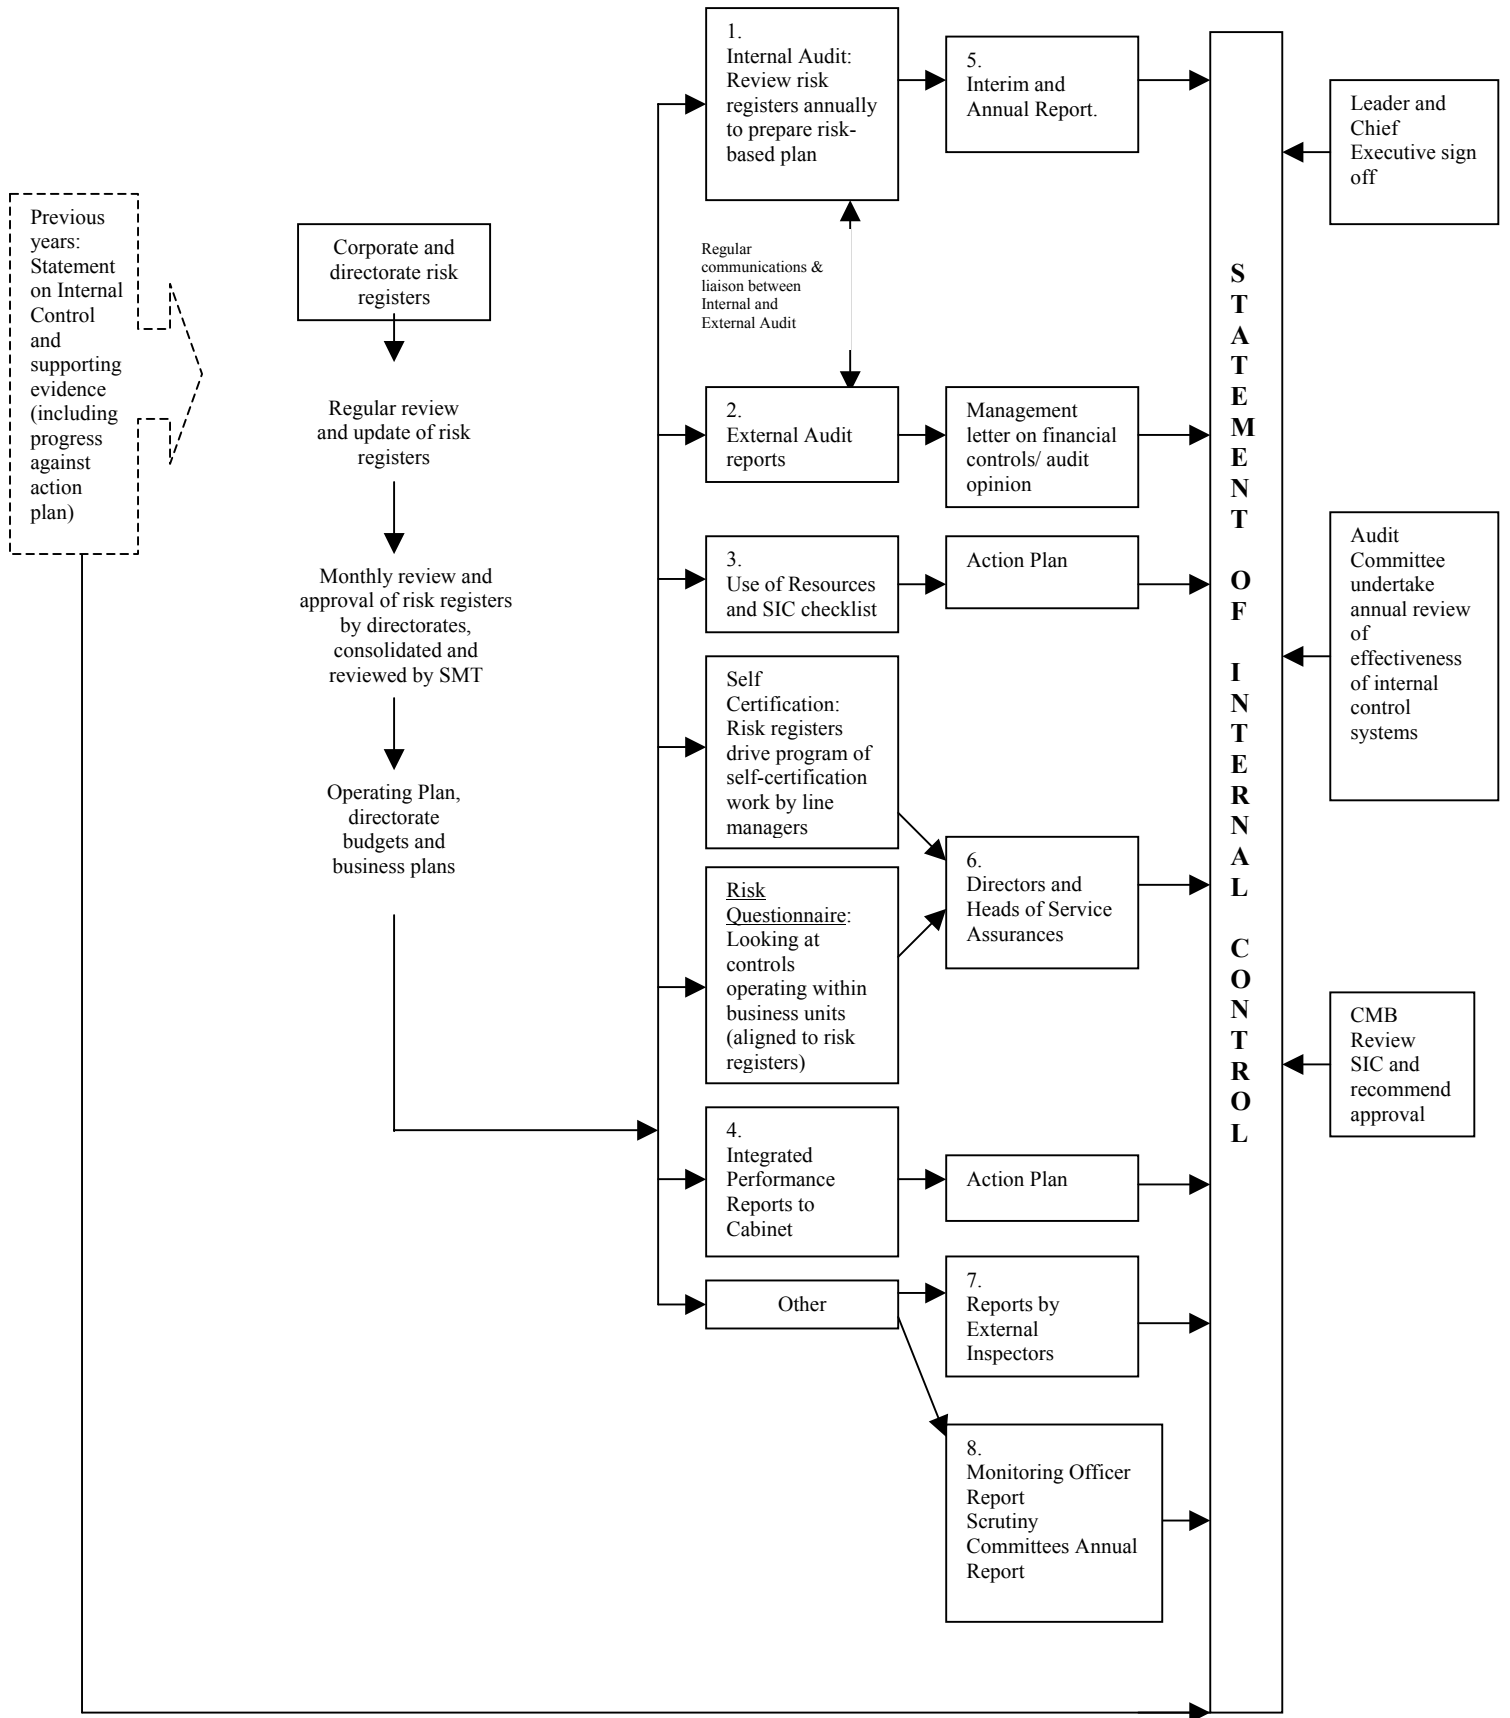 Previous
years:
Statement
on Internal
Control
and
supporting
evidence
(including
progress
against
action
plan)
Corporate and
directorate risk
registers
Regular review
and update of risk
registers
Monthly review and
approval of risk registers
by directorates,
consolidated and
reviewed by SMT
Operating Plan,
directorate
budgets and
business plans
1.
Internal Audit:
Review risk
registers annually
to prepare risk-
based plan
Regular
communications &
liaison between
Internal and
External Audit
2.
External Audit
reports
3.
Use of Resources
and SIC checklist
Self
Certification:
Risk registers
drive program of
self-certification
work by line
managers
Risk
Questionnaire:
Looking at
controls
operating within
business units
(aligned to risk
registers)
4.
Integrated
Performance
Reports to
Cabinet
Other
5.
Interim and
Annual Report.
Management
letter on financial
controls/ audit
opinion
Action Plan
6.
Directors and
Heads of Service
Assurances
Action Plan
7.
Reports by
External
Inspectors
8.
Monitoring Officer
Report
Scrutiny
Committees Annual
Report
STATEMENT OF INTERNAL CONTROL
Leader and
Chief
Executive sign
off
Audit
Committee
undertake
annual review
of
effectiveness
of internal
control
systems
CMB
Review
SIC and
recommend
approval